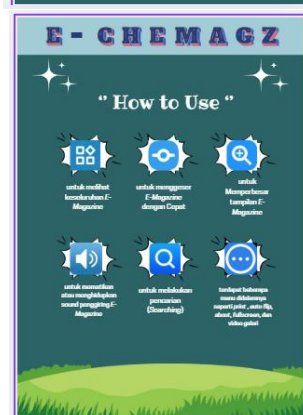 E - CHEMAGZ
“ How to Use “
untuk melihat
keseluruhan E-
Magazine
untuk menggeser
E-Magazine
dengan Cepat
untuk
Memperbesar
tampilan E-
Magazine
untuk mematikan
atau menghidupkan
sound pengiring E-
Magazine
untuk melakukan
pencarian
(Searching)
terdapat beberapa
menu didalamnya
seperti print , auto flip,
about, fullscreen, dan
video galeri